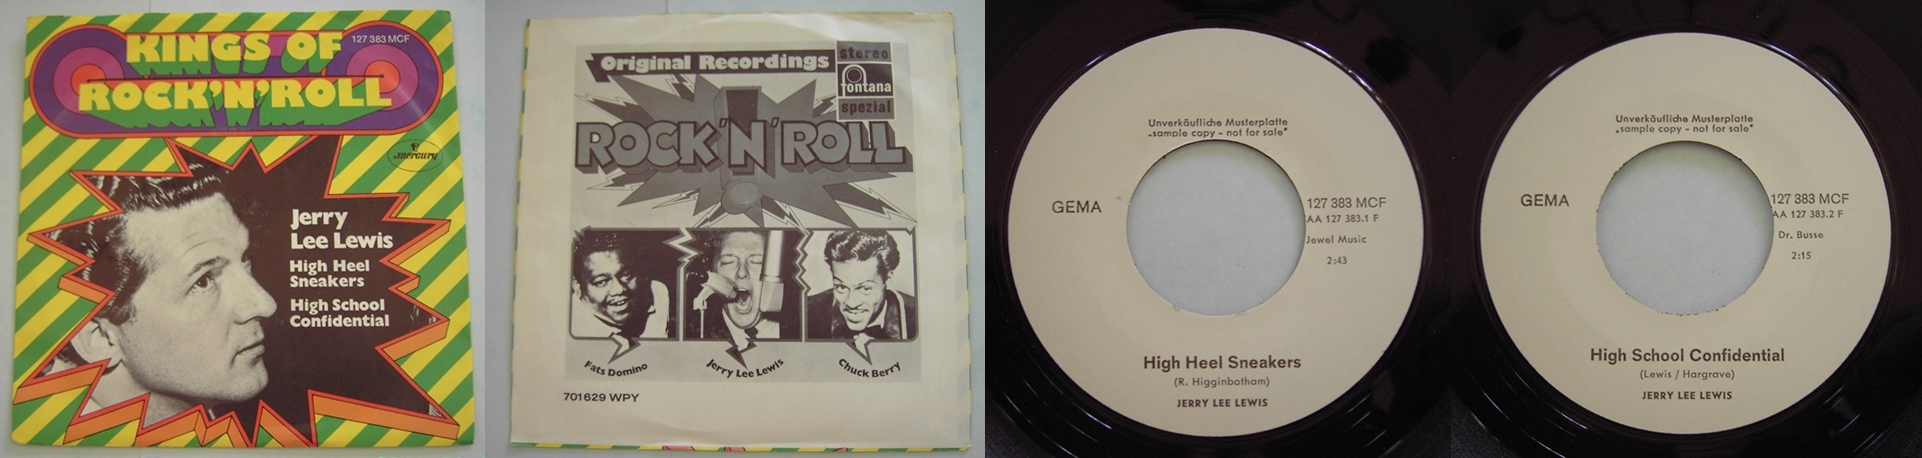 KINGS OF
127 383 MCF
ROCK'N'ROLL
mercury
Jerry
Lee Lewis
High Heel
Sneakers
High School
Confidential
Original Recordings
stereo
fontana
spezial
ROCK'N'ROLL
Fats Domino
Jerry Lee Lewis
Chuck Berry
701 629 WPY
Unverkäufliche Musterplatte
„sample copy - not for sale"
GEMA
127 383 MCF
AA 127 383.1 F
Jewel Music
2:43
High Heel Sneakers
(R. Higginbotham)
JERRY LEE LEWIS
Unverkäufliche Musterplatte
„sample copy - not for sale"
GEMA
127 383 MCF
AA 127 383.2 F
Dr. Busse
2:15
High School Confidential
(Lewis / Hargrave)
JERRY LEE LEWIS